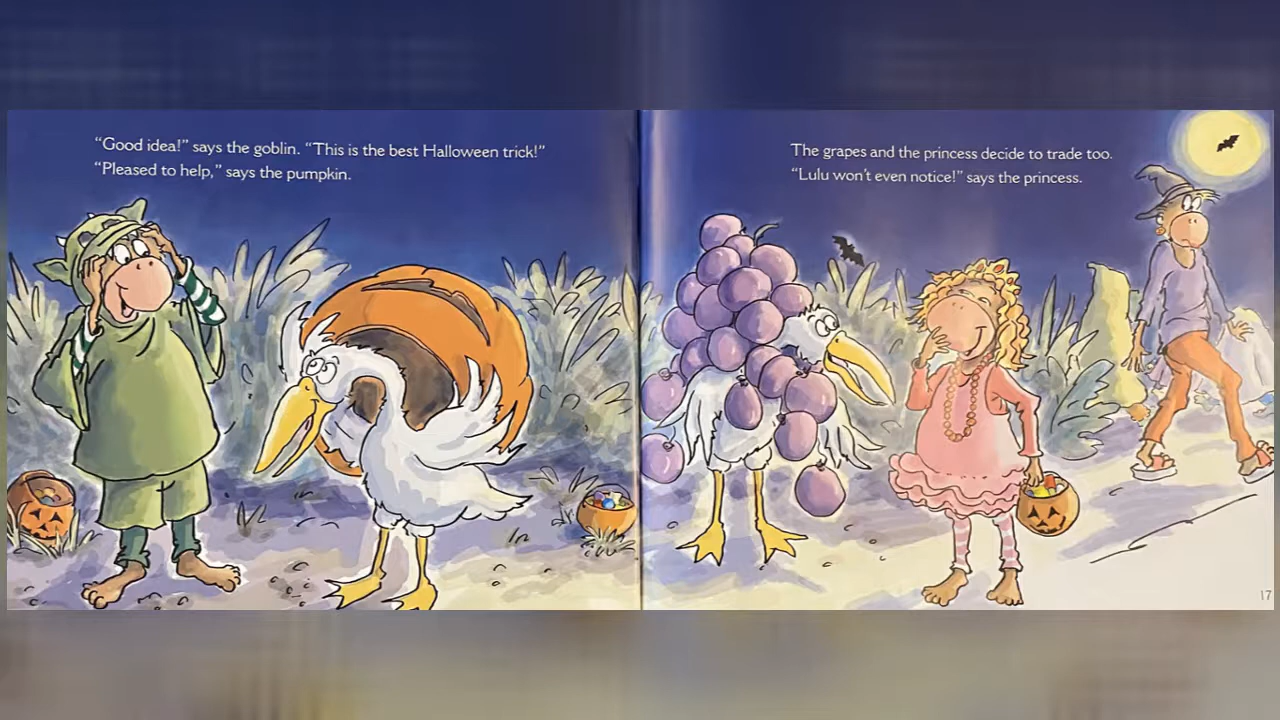 “Good idea!” says the goblin. “This is the best Halloween trick!”
“Pleased to help,” says the pumpkin.
The grapes and the princess decide to trade too.
“Lulu won’t even notice!” says the princess.
17